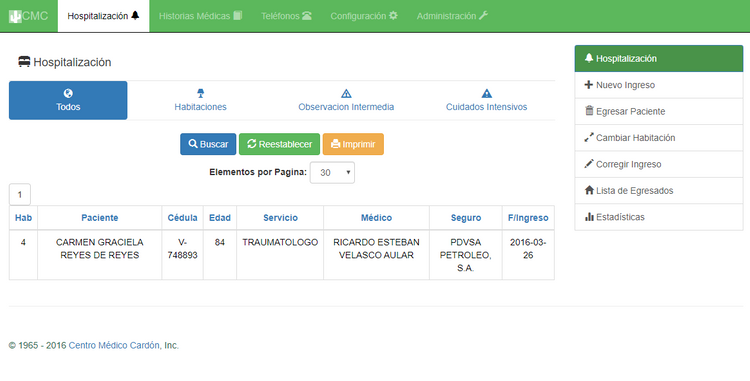 CMC Hospitalización Historias Médicas Teléfonos Configuración Administración
Hospitalización
Todos Habitaciones Observacion Intermedia Cuidados Intensivos
Buscar Reestablecer Imprimir
Elementos por Pagina: 30
1
Hab Paciente Cédula Edad Servicio Médico Seguro F/Ingreso
4 CARMEN GRACIELA V- 84 TRAUMATOLOGO RICARDO ESTEBAN PDVSA 2016-03-
REYES DE REYES 748893 VELASCO AULAR PETROLEO, 26
S.A.
Hospitalización
Nuevo Ingreso
Egresar Paciente
Cambiar Habitación
Corregir Ingreso
Lista de Egresados
Estadísticas
© 1965 - 2016 Centro Médico Cardón, Inc.